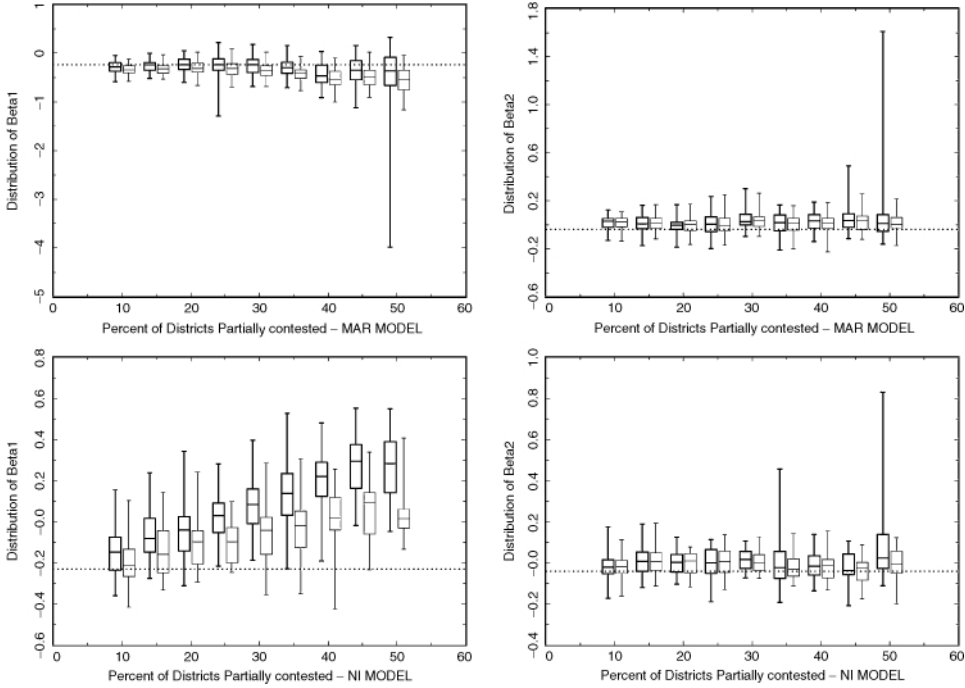 1
0
−1
−2
−3
−4
−5
Distribution of Beta1
0 10 20 30 40 50 60
Percent of Districts Partially contested – MAR MODEL
1.8
1.4
1.0
0.6
0.2
−0.2
−0.6
Distribution of Beta2
0 10 20 30 40 50 60
Percent of Districts Partially contested – MAR MODEL
0.8
0.6
0.4
0.2
−0.0
−0.2
−0.4
−0.6
Distribution of Beta1
0 10 20 30 40 50 60
Percent of Districts Partially contested – NI MODEL
1.0
0.8
0.6
0.4
0.2
−0.0
−0.2
−0.4
Distribution of Beta2
0 10 20 30 40 50 60
Percent of Districts Partially contested – NI MODEL